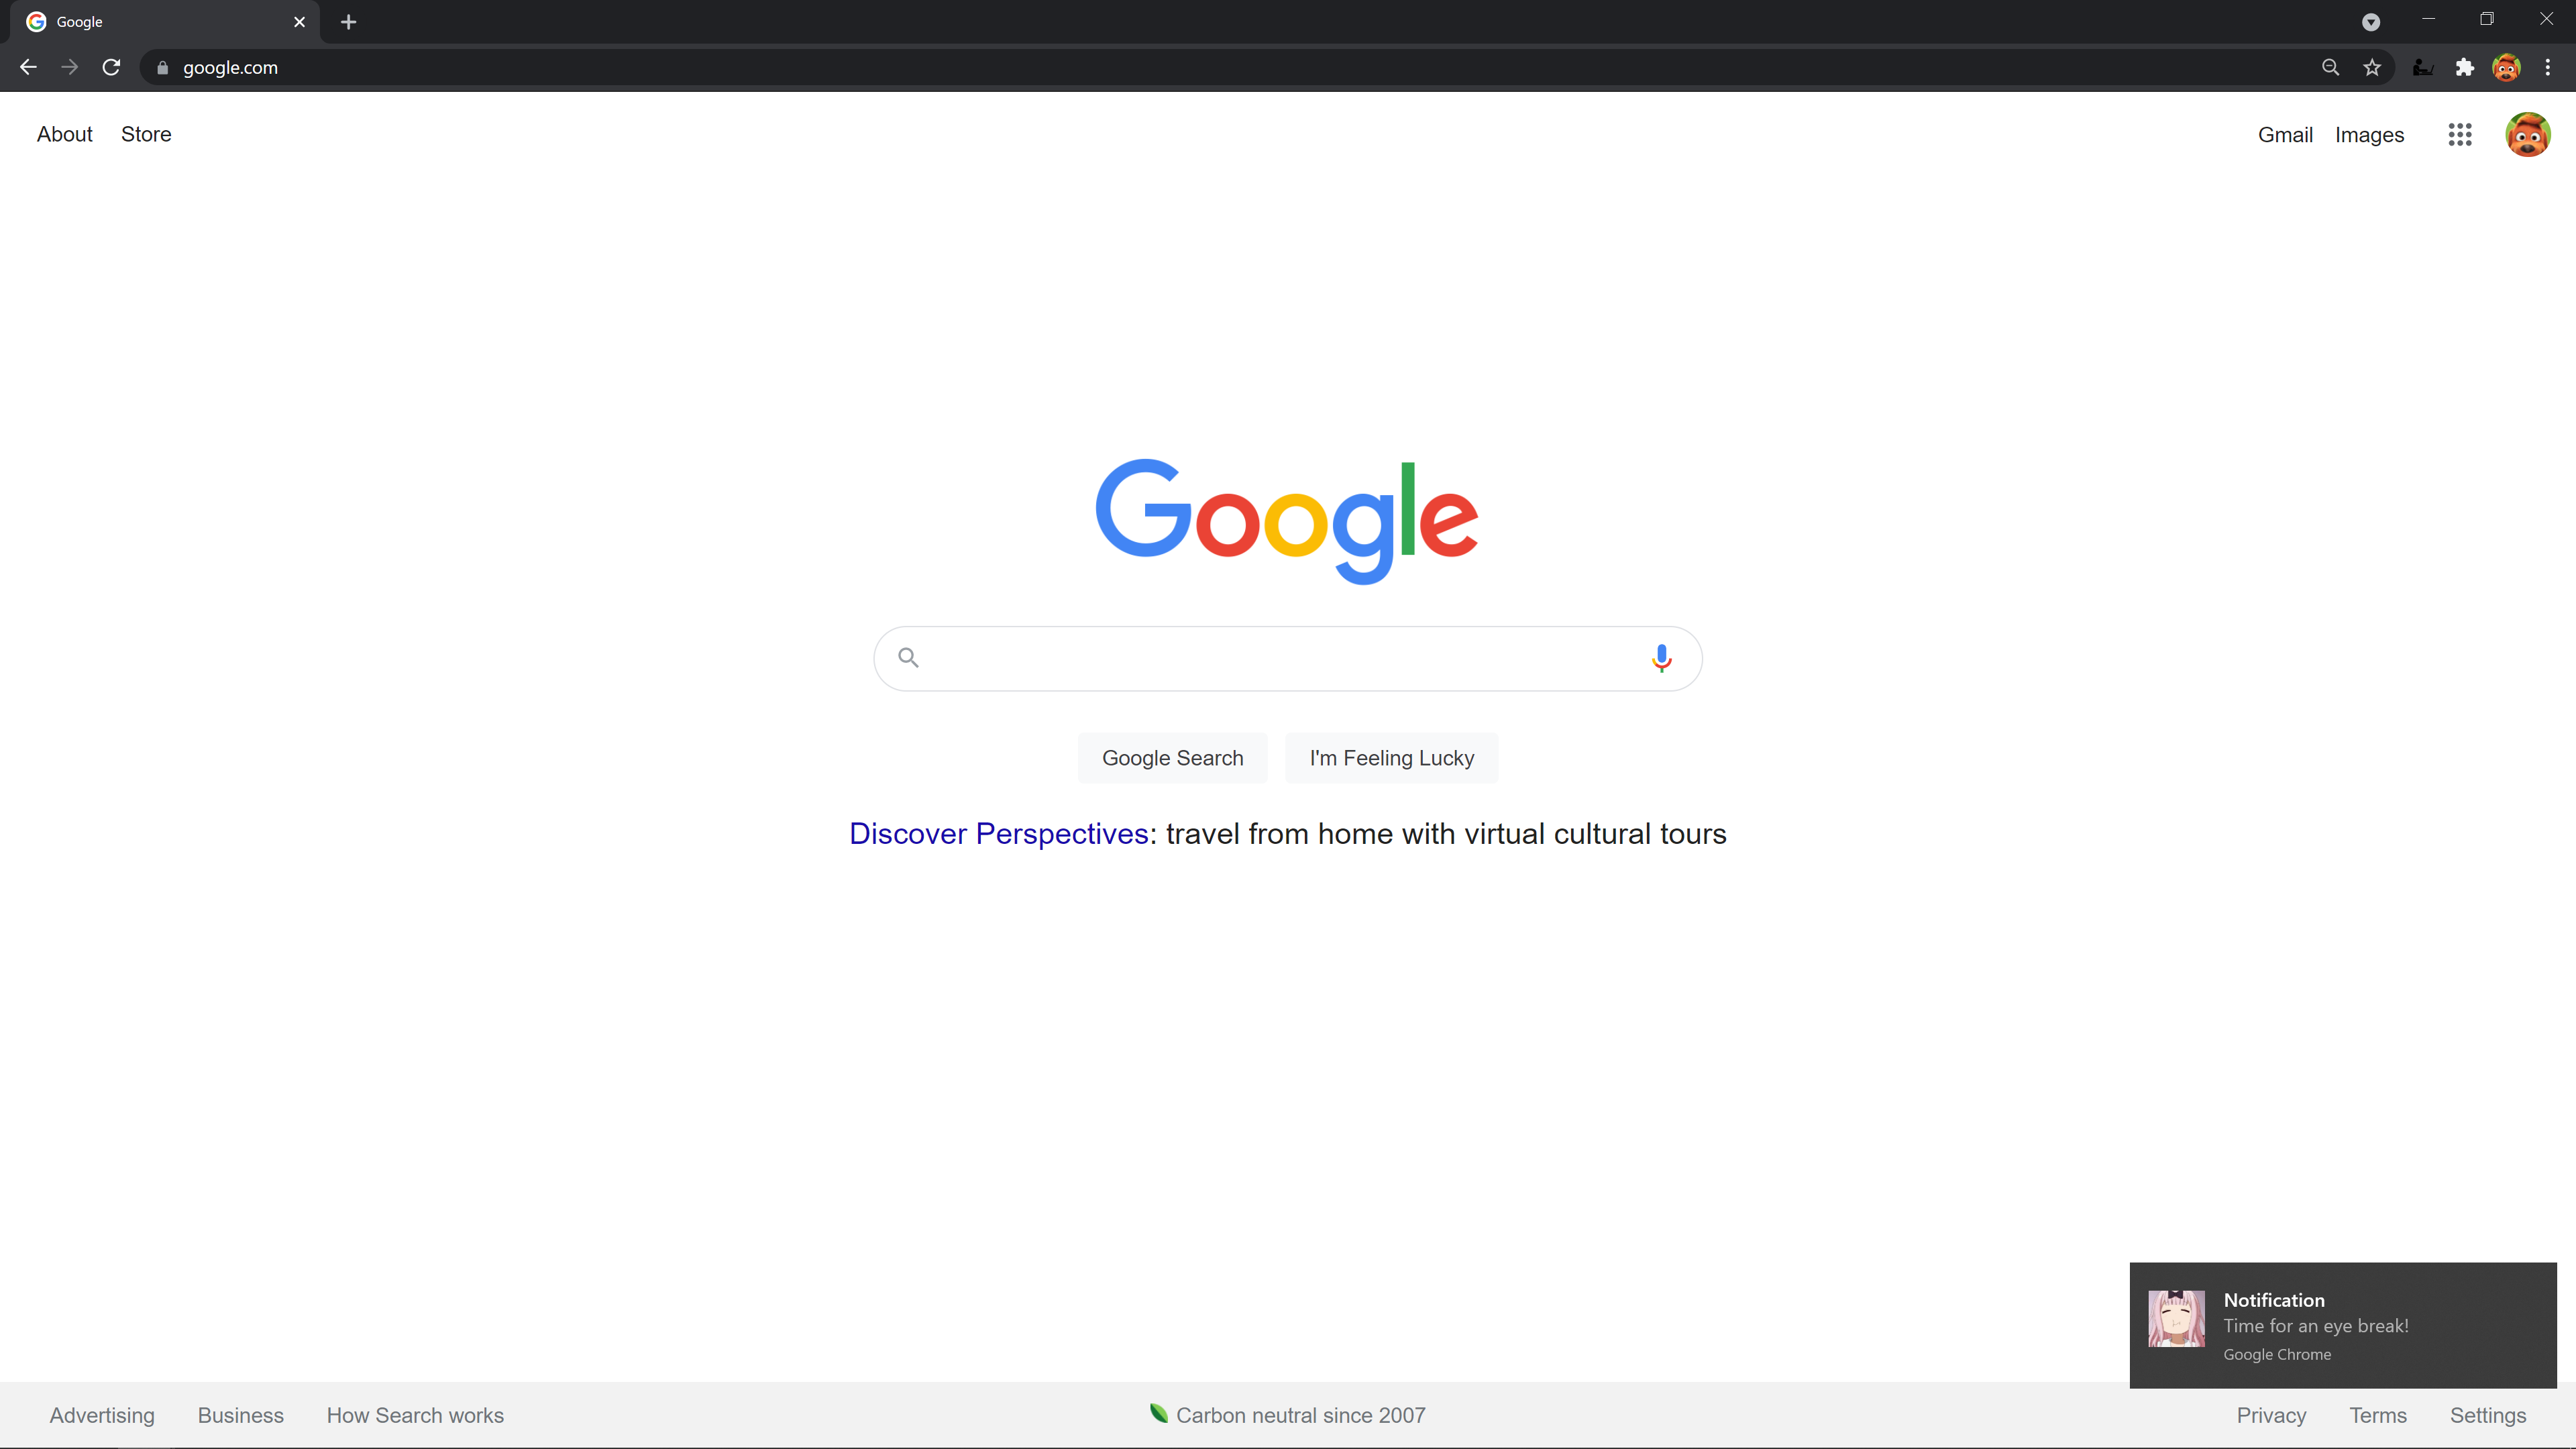 Google
google.com
About Store
Gmail Images
Google
Google Search I'm Feeling Lucky
Discover Perspectives: travel from home with virtual cultural tours
Notification
Time for an eye break!
Google Chrome
Advertising Business How Search works
Carbon neutral since 2007
Privacy Terms Settings